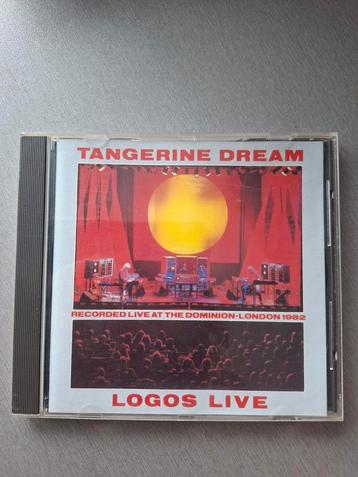 TANGERINE DREAM
RECORDED LIVE AT THE DOMINION·LONDON 1982
LOGOS LIVE